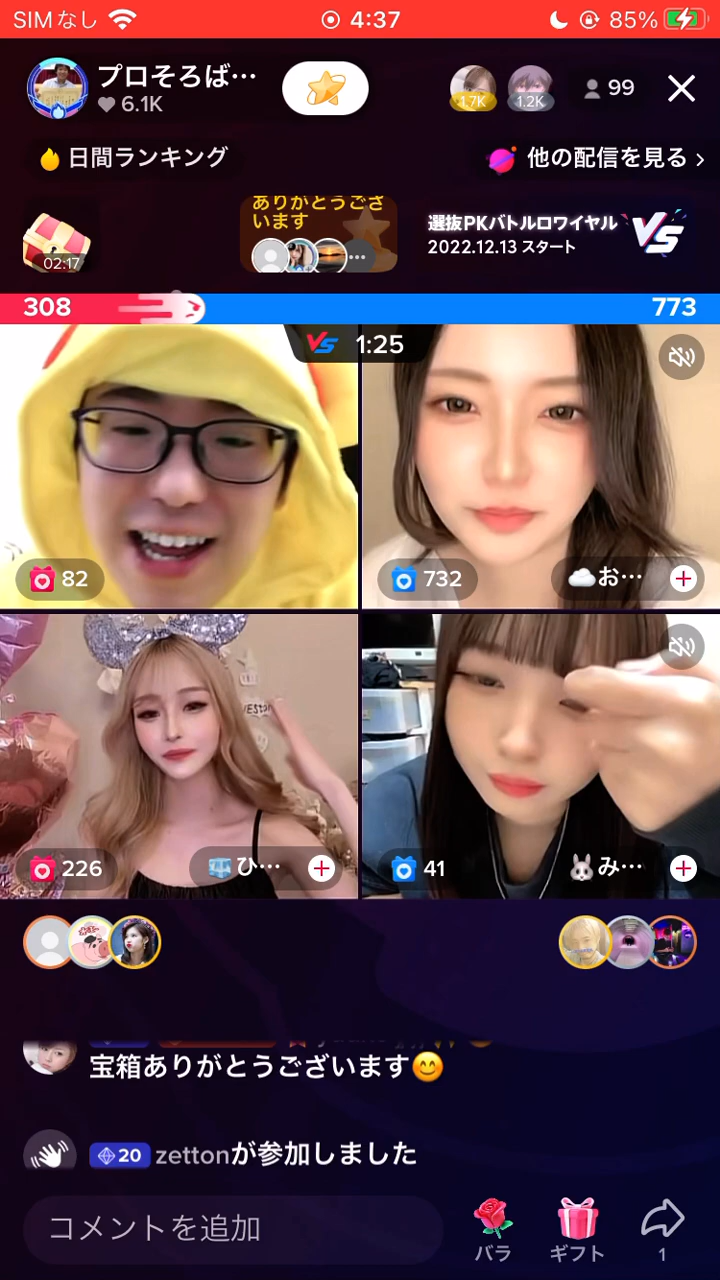 SIMなし 4:37 85%
プロそろば…
6.1K
1.7K 1.2K 99
日間ランキング 他の配信を見る
ありがとうござ
います
選抜PKバトルロワイヤル
2022.12.13 スタート
VS
02:17
308 773
VS 1:25
82
732 お…
226 ひ…
41 み…
宝箱ありがとうございます😊
20 zettonが参加しました
コメントを追加
バラ ギフト 1